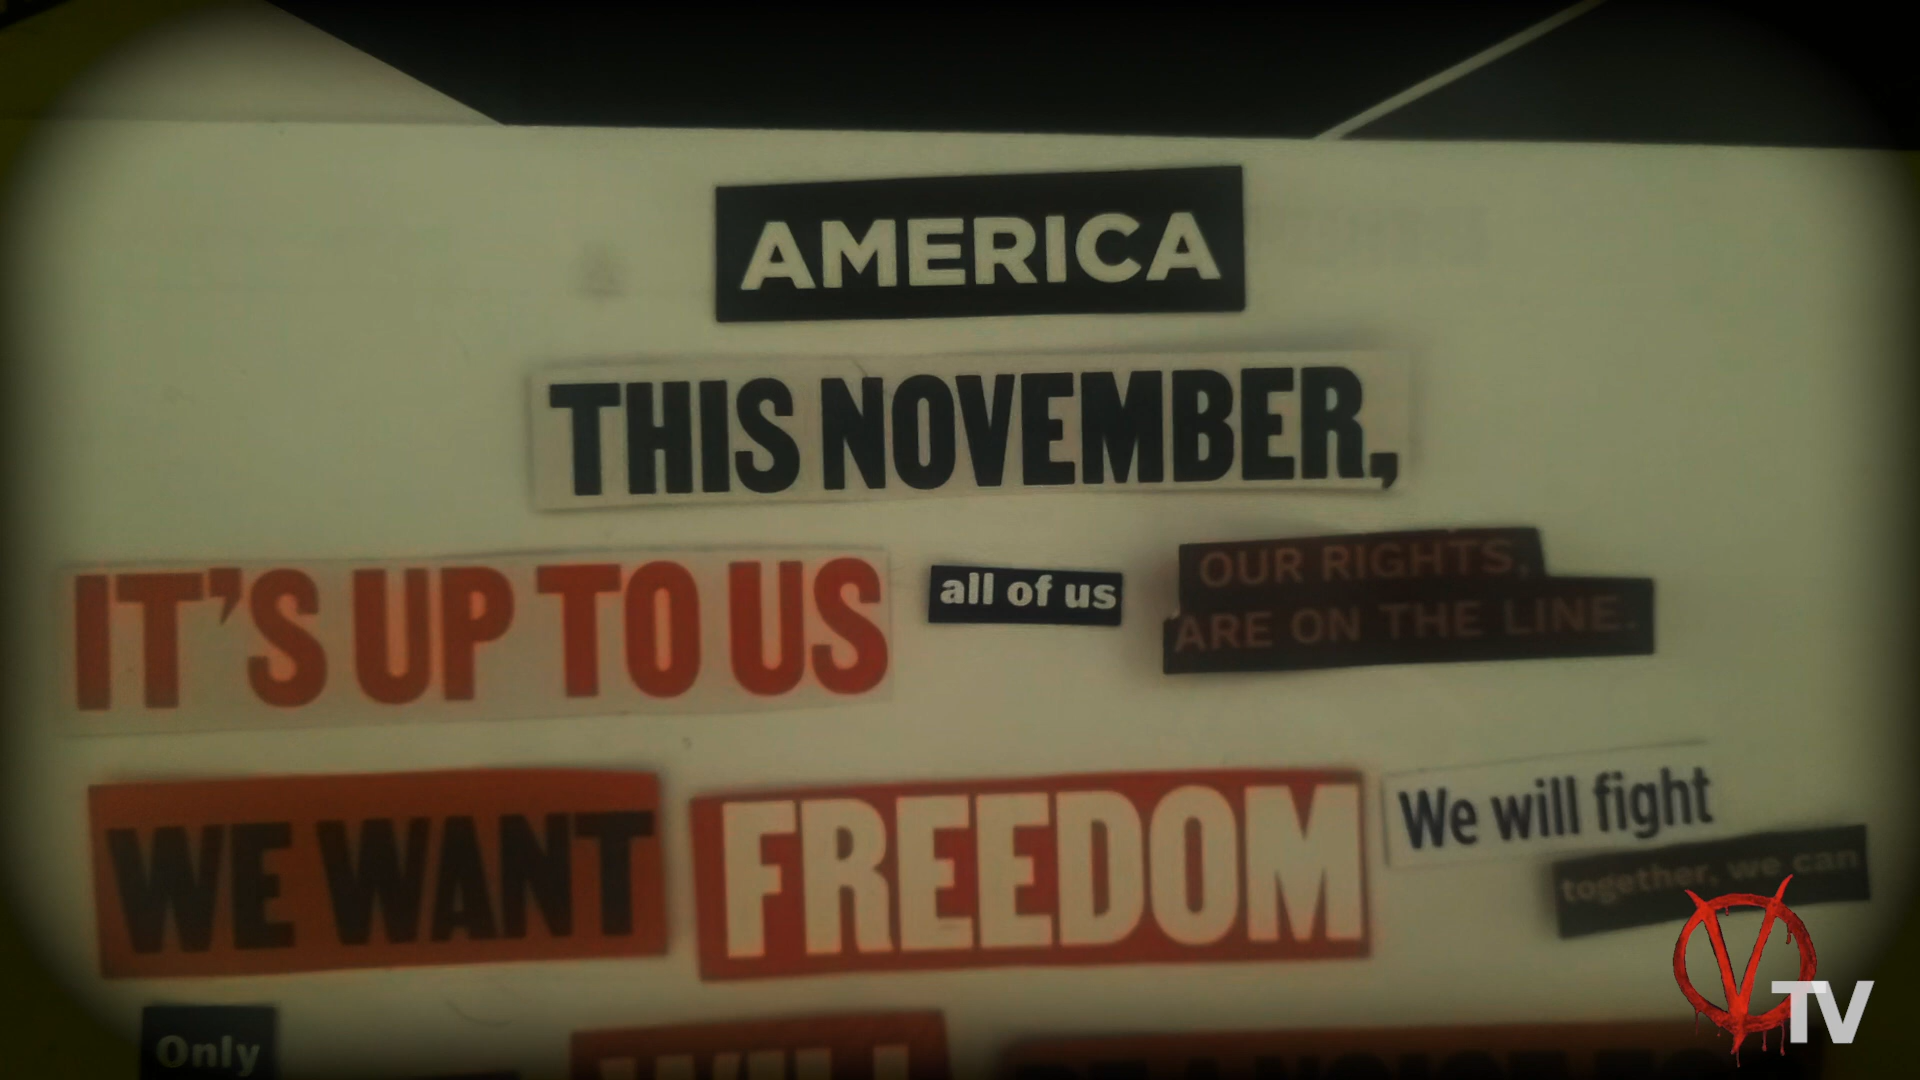 AMERICA
THIS NOVEMBER,
IT'S UP TO US all of us OUR RIGHTS,
ARE ON THE LINE.
WE WANT FREEDOM We will fight
together, we can
Only WILL
V TV